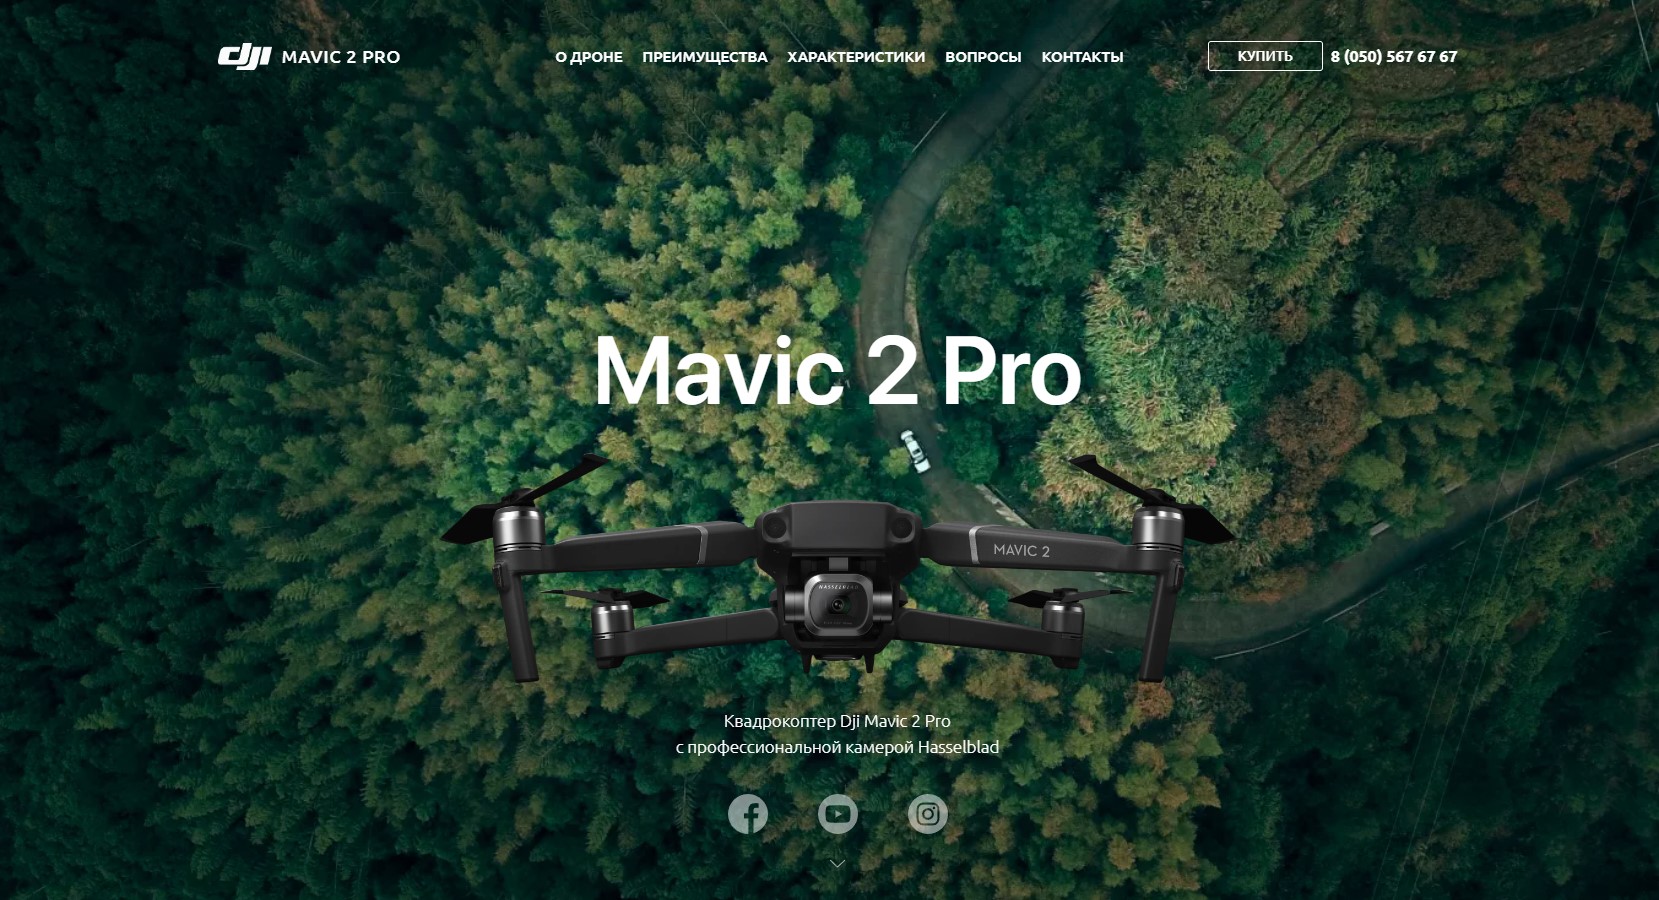 dji MAVIC 2 PRO
О ДРОНЕ ПРЕИМУЩЕСТВА ХАРАКТЕРИСТИКИ ВОПРОСЫ КОНТАКТЫ
КУПИТЬ 8 (050) 567 67 67
Mavic 2 Pro
MAVIC 2
HASSELBLAD
Квадрокоптер Dji Mavic 2 Pro
с профессиональной камерой Hasselblad